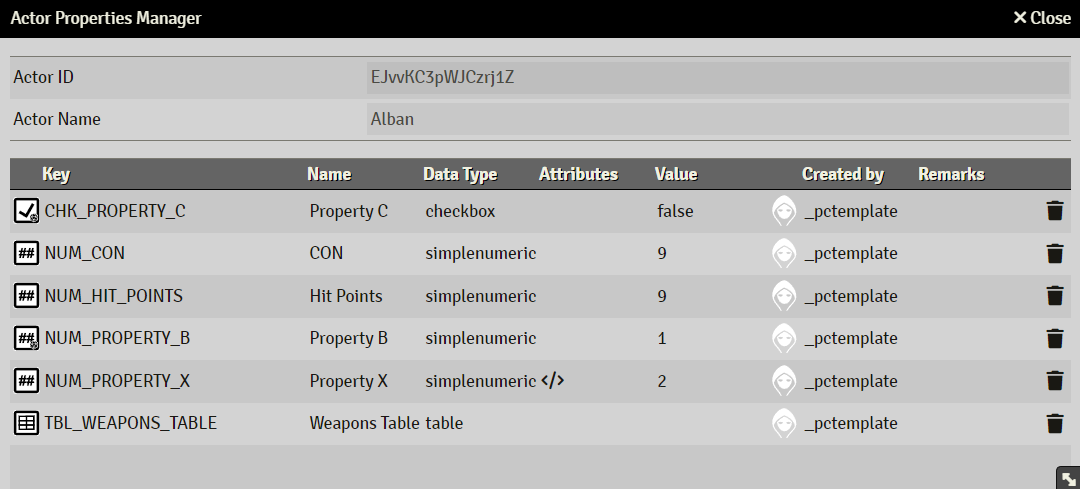 Actor Properties Manager Close
Actor ID EJvvKC3pWJCzrj1Z
Actor Name Alban
Key Name Data Type Attributes Value Created by Remarks
CHK_PROPERTY_C Property C checkbox false _pctemplate
NUM_CON CON simplenumeric 9 _pctemplate
NUM_HIT_POINTS Hit Points simplenumeric 9 _pctemplate
NUM_PROPERTY_B Property B simplenumeric 1 _pctemplate
NUM_PROPERTY_X Property X simplenumeric </> 2 _pctemplate
TBL_WEAPONS_TABLE Weapons Table table _pctemplate